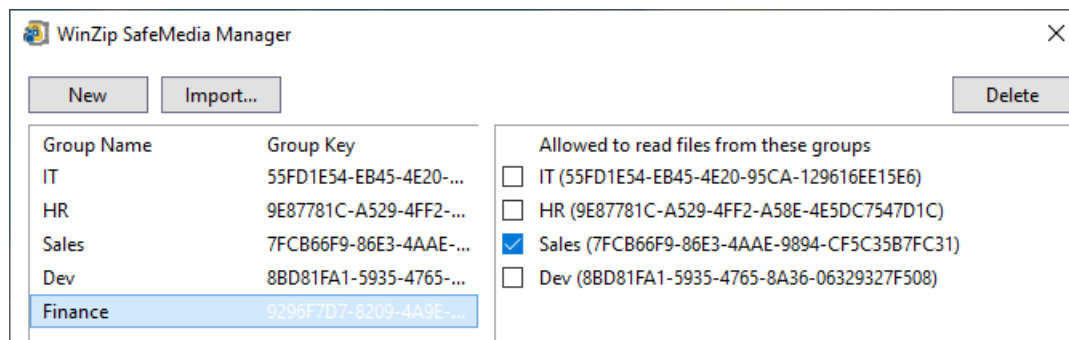 WinZip SafeMedia Manager
New Import... Delete
Group Name Group Key
IT 55FD1E54-EB45-4E20-...
HR 9E87781C-A529-4FF2-...
Sales 7FCB66F9-86E3-4AAE-...
Dev 8BD81FA1-5935-4765-...
Finance 9296F7D7-8209-4A9E-...
Allowed to read files from these groups
IT (55FD1E54-EB45-4E20-95CA-129616EE15E6)
HR (9E87781C-A529-4FF2-A58E-4E5DC7547D1C)
Sales (7FCB66F9-86E3-4AAE-9894-CF5C35B7FC31)
Dev (8BD81FA1-5935-4765-8A36-06329327F508)